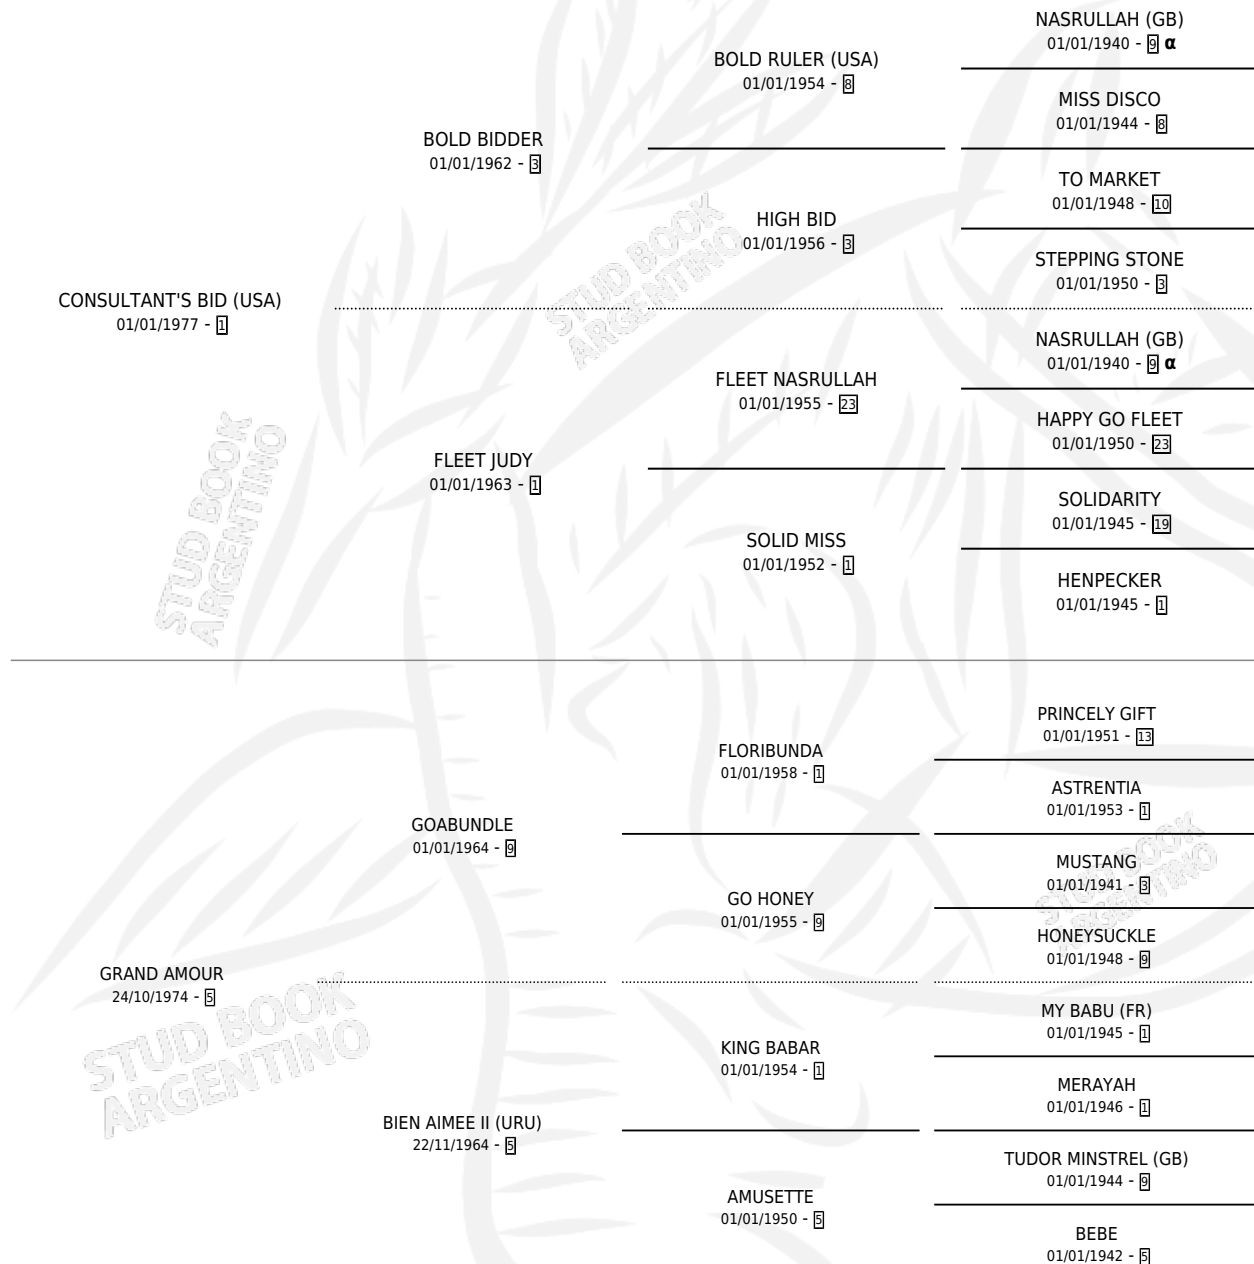 NASRULLAH (GB)
01/01/1940 - 9 α
BOLD RULER (USA)
01/01/1954 - 8
MISS DISCO
01/01/1944 - 8
BOLD BIDDER
01/01/1962 - 3
TO MARKET
01/01/1948 - 10
HIGH BID
01/01/1956 - 3
STEPPING STONE
01/01/1950 - 3
CONSULTANT'S BID (USA)
01/01/1977 - 1
NASRULLAH (GB)
01/01/1940 - 9 α
FLEET NASRULLAH
01/01/1955 - 23
HAPPY GO FLEET
01/01/1950 - 23
FLEET JUDY
01/01/1963 - 1
SOLIDARITY
01/01/1945 - 19
SOLID MISS
01/01/1952 - 1
HENPECKER
01/01/1945 - 1
PRINCELY GIFT
01/01/1951 - 13
FLORIBUNDA
01/01/1958 - 1
ASTRENTIA
01/01/1953 - 1
GOABUNDLE
01/01/1964 - 9
MUSTANG
01/01/1941 - 3
GO HONEY
01/01/1955 - 9
HONEYSUCKLE
01/01/1948 - 9
GRAND AMOUR
24/10/1974 - 5
MY BABU (FR)
01/01/1945 - 1
KING BABAR
01/01/1954 - 1
MERAYAH
01/01/1946 - 1
BIEN AIMEE II (URU)
22/11/1964 - 5
TUDOR MINSTREL (GB)
01/01/1944 - 9
AMUSETTE
01/01/1950 - 5
BEBE
01/01/1942 - 5
STUD BOOK
ARGENTINO
STUD BOOK
ARGENTINO
STUD BOOK
ARGENTINO
STUD BOOK
ARGENTINO